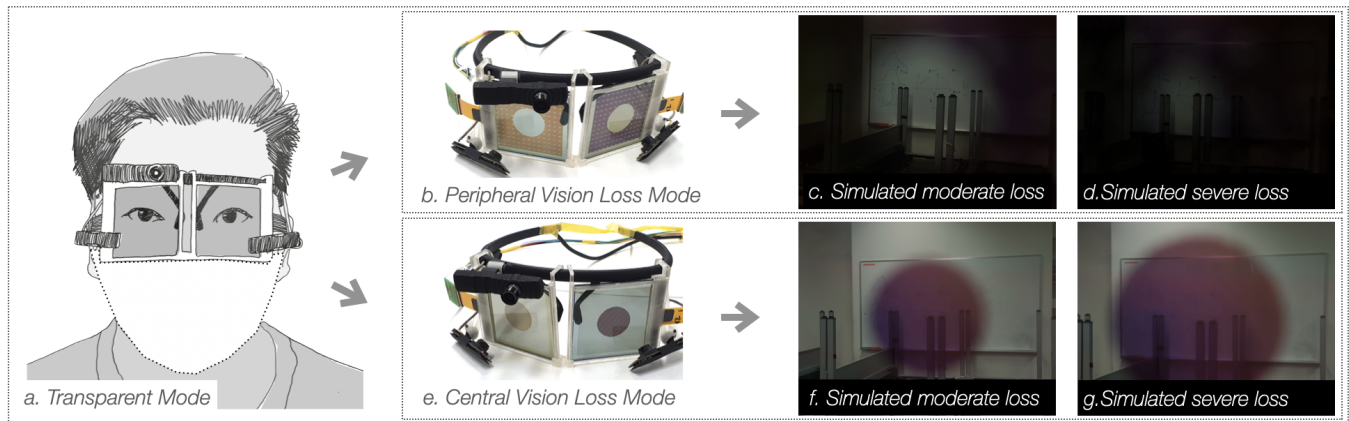 a. Transparent Mode
b. Peripheral Vision Loss Mode
c. Simulated moderate loss
d.Simulated severe loss
e. Central Vision Loss Mode
f. Simulated moderate loss
g.Simulated severe loss